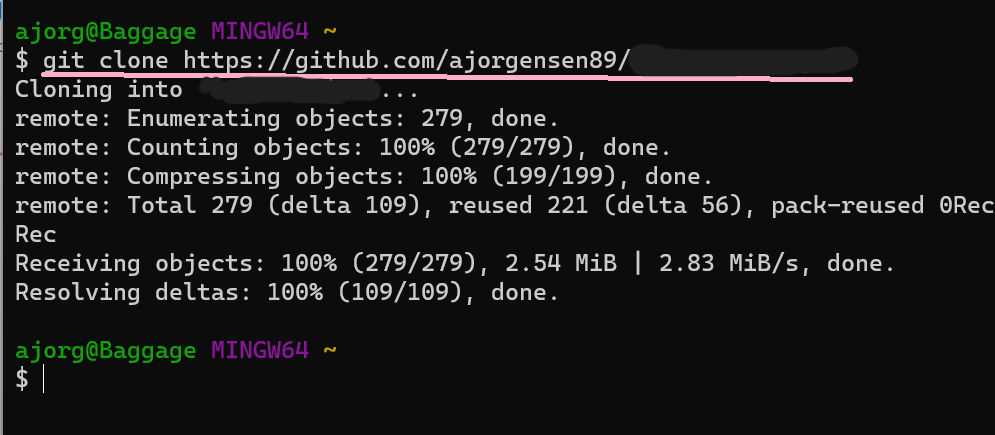 ajorg@Baggage MINGW64 ~
$ git clone https://github.com/ajorgensen89/
Cloning into ...
remote: Enumerating objects: 279, done.
remote: Counting objects: 100% (279/279), done.
remote: Compressing objects: 100% (199/199), done.
remote: Total 279 (delta 109), reused 221 (delta 56), pack-reused 0Rec
Rec
Receiving objects: 100% (279/279), 2.54 MiB | 2.83 MiB/s, done.
Resolving deltas: 100% (109/109), done.
ajorg@Baggage MINGW64 ~
$